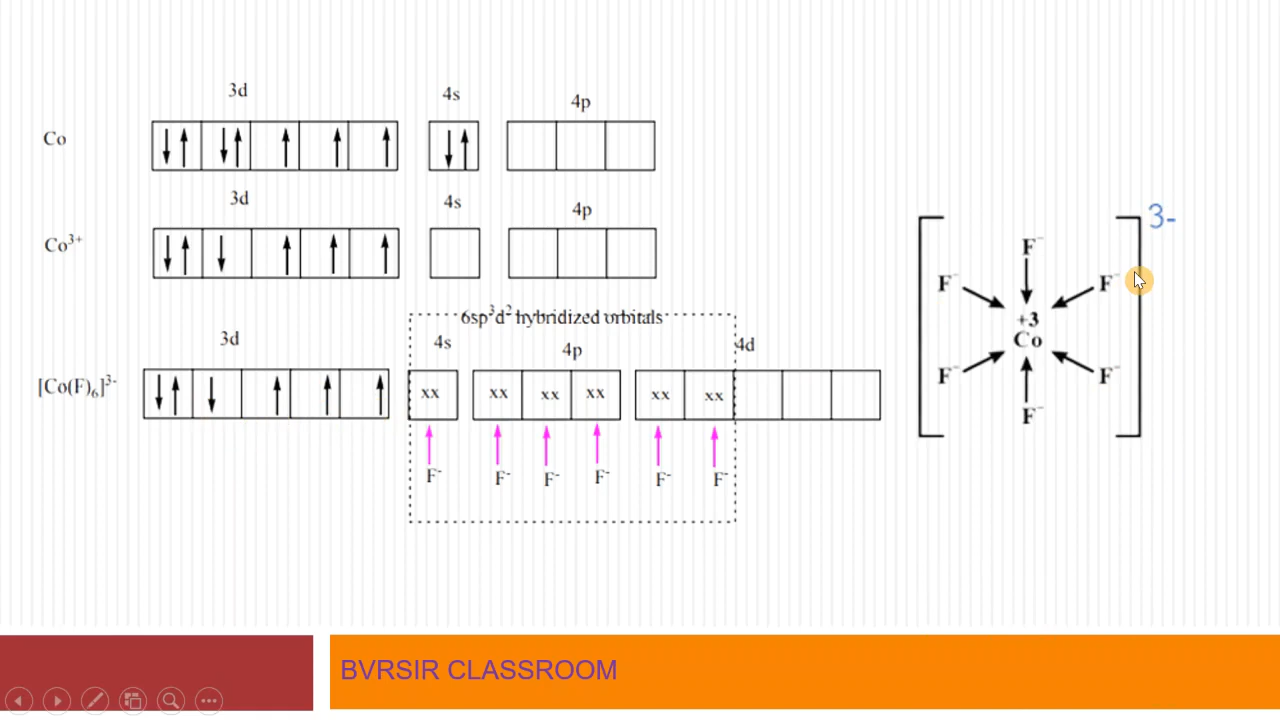 3d 4s 4p
Co
3d 4s 4p
Co³⁺
6sp³d² hybridized orbitals
3d 4s 4p 4d
[Co(F)₆]³⁻ xx xx xx xx xx xx
F⁻ F⁻ F⁻ F⁻ F⁻ F⁻
3-
F⁻
F⁻ F⁻
+3
Co
F⁻ F⁻
F⁻
BVRSIR CLASSROOM